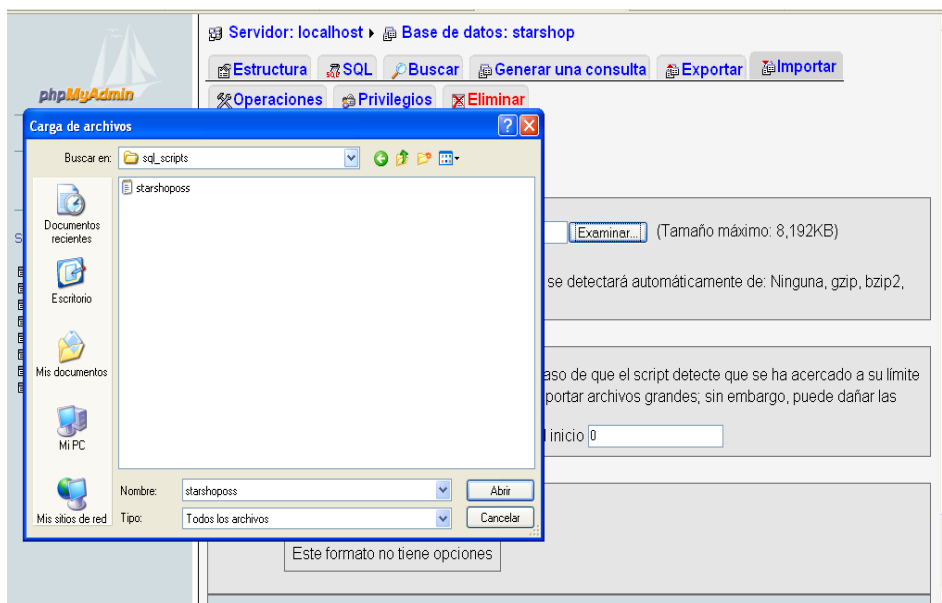 Servidor: localhost ▸ Base de datos: starshop
Estructura SQL Buscar Generar una consulta Exportar Importar
phpMyAdmin
Operaciones Privilegios Eliminar
Carga de archivos
Buscar en: sql_scripts
starshoposs
Documentos
recientes
Escritorio
Mis documentos
Mi PC
Mis sitios de red
Nombre: starshoposs Abrir
Tipo: Todos los archivos Cancelar
Examinar... (Tamaño máximo: 8,192KB)
se detectará automáticamente de: Ninguna, gzip, bzip2,
aso de que el script detecte que se ha acercado a su límite
portar archivos grandes; sin embargo, puede dañar las
l inicio 0
Este formato no tiene opciones